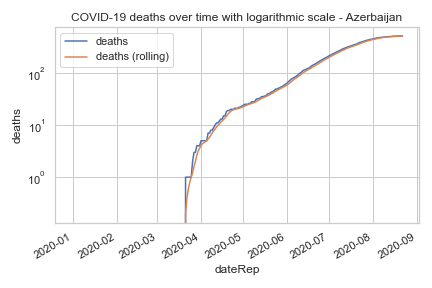 COVID-19 deaths over time with logarithmic scale - Azerbaijan
deaths
deaths (rolling)
10²
10¹
10⁰
deaths
2020-01
2020-02
2020-03
2020-04
2020-05
2020-06
2020-07
2020-08
2020-09
dateRep